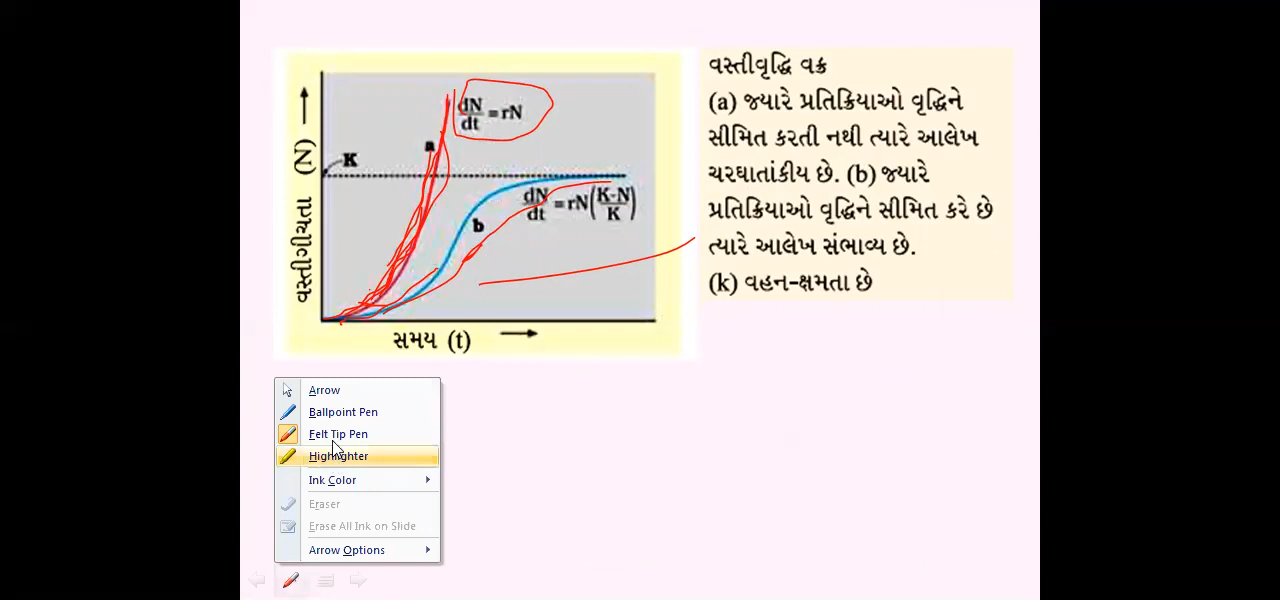 dN/dt = rN
a
K
વસ્તીગીચતા (N)
dN/dt = rN(K-N/K)
b
સમય (t)
વસ્તીવૃદ્ધિ વક્ર
(a) જ્યારે પ્રતિક્રિયાઓ વૃદ્ધિને
સીમિત કરતી નથી ત્યારે આલેખ
ચરઘાતાંકીય છે. (b) જ્યારે
પ્રતિક્રિયાઓ વૃદ્ધિને સીમિત કરે છે
ત્યારે આલેખ સંભાવ્ય છે.
(k) વહન-ક્ષમતા છે
Arrow
Ballpoint Pen
Felt Tip Pen
Highlighter
Ink Color
Eraser
Erase All Ink on Slide
Arrow Options